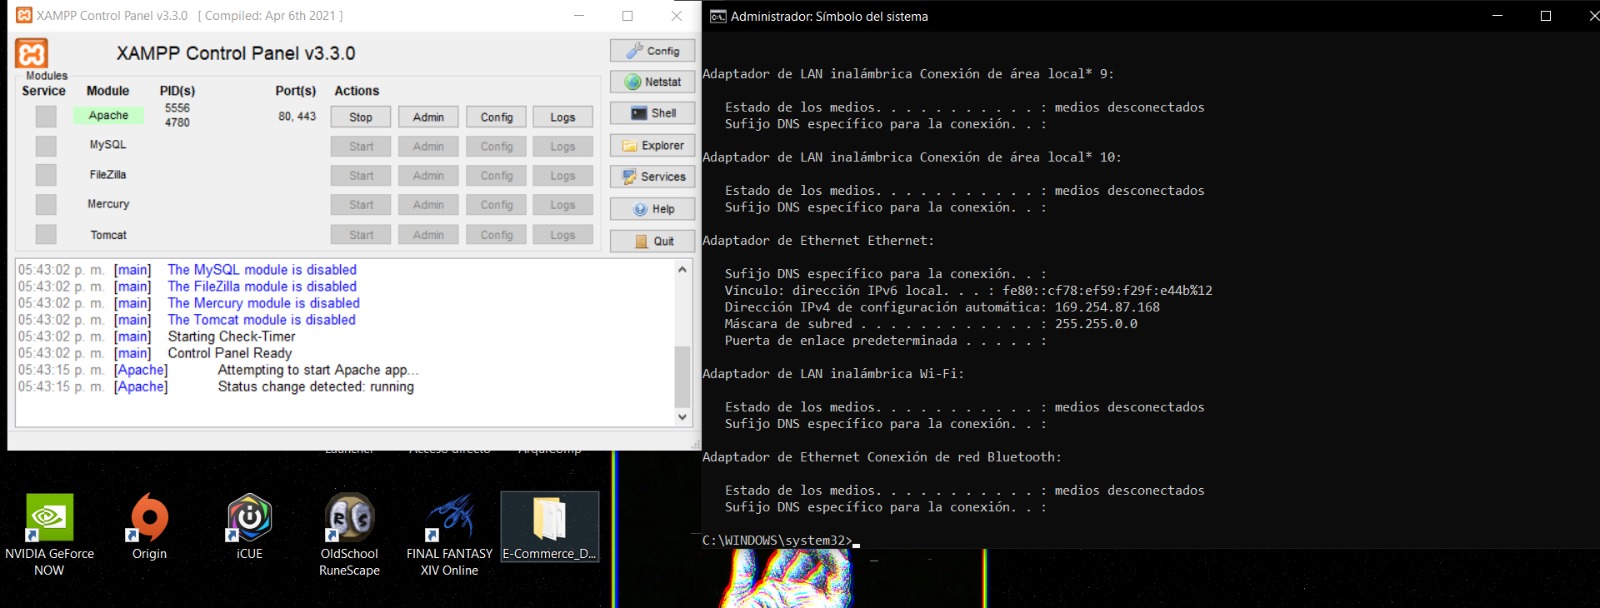 XAMPP Control Panel v3.3.0 [ Compiled: Apr 6th 2021 ]
XAMPP Control Panel v3.3.0
Modules
Service Module PID(s) Port(s) Actions
Apache 5556 4780 80, 443 Stop Admin Config Logs
MySQL Start Admin Config Logs
FileZilla Start Admin Config Logs
Mercury Start Admin Config Logs
Tomcat Start Admin Config Logs
Config
Netstat
Shell
Explorer
Services
Help
Quit
05:43:02 p. m. [main] The MySQL module is disabled
05:43:02 p. m. [main] The FileZilla module is disabled
05:43:02 p. m. [main] The Mercury module is disabled
05:43:02 p. m. [main] The Tomcat module is disabled
05:43:02 p. m. [main] Starting Check-Timer
05:43:02 p. m. [main] Control Panel Ready
05:43:15 p. m. [Apache] Attempting to start Apache app...
05:43:15 p. m. [Apache] Status change detected: running
NVIDIA GeForce NOW
Origin
iCUE
OldSchool RuneScape
FINAL FANTASY XIV Online
E-Commerce_D...
Administrador: Símbolo del sistema
Adaptador de LAN inalámbrica Conexión de área local* 9:
Estado de los medios. . . . . . . . . . . : medios desconectados
Sufijo DNS específico para la conexión. . :
Adaptador de LAN inalámbrica Conexión de área local* 10:
Estado de los medios. . . . . . . . . . . : medios desconectados
Sufijo DNS específico para la conexión. . :
Adaptador de Ethernet Ethernet:
Sufijo DNS específico para la conexión. . :
Vínculo: dirección IPv6 local. . . : fe80::cf78:ef59:f29f:e44b%12
Dirección IPv4 de configuración automática: 169.254.87.168
Máscara de subred . . . . . . . . . . . . : 255.255.0.0
Puerta de enlace predeterminada . . . . . :
Adaptador de LAN inalámbrica Wi-Fi:
Estado de los medios. . . . . . . . . . . : medios desconectados
Sufijo DNS específico para la conexión. . :
Adaptador de Ethernet Conexión de red Bluetooth:
Estado de los medios. . . . . . . . . . . : medios desconectados
Sufijo DNS específico para la conexión. . :
C:\WINDOWS\system32>